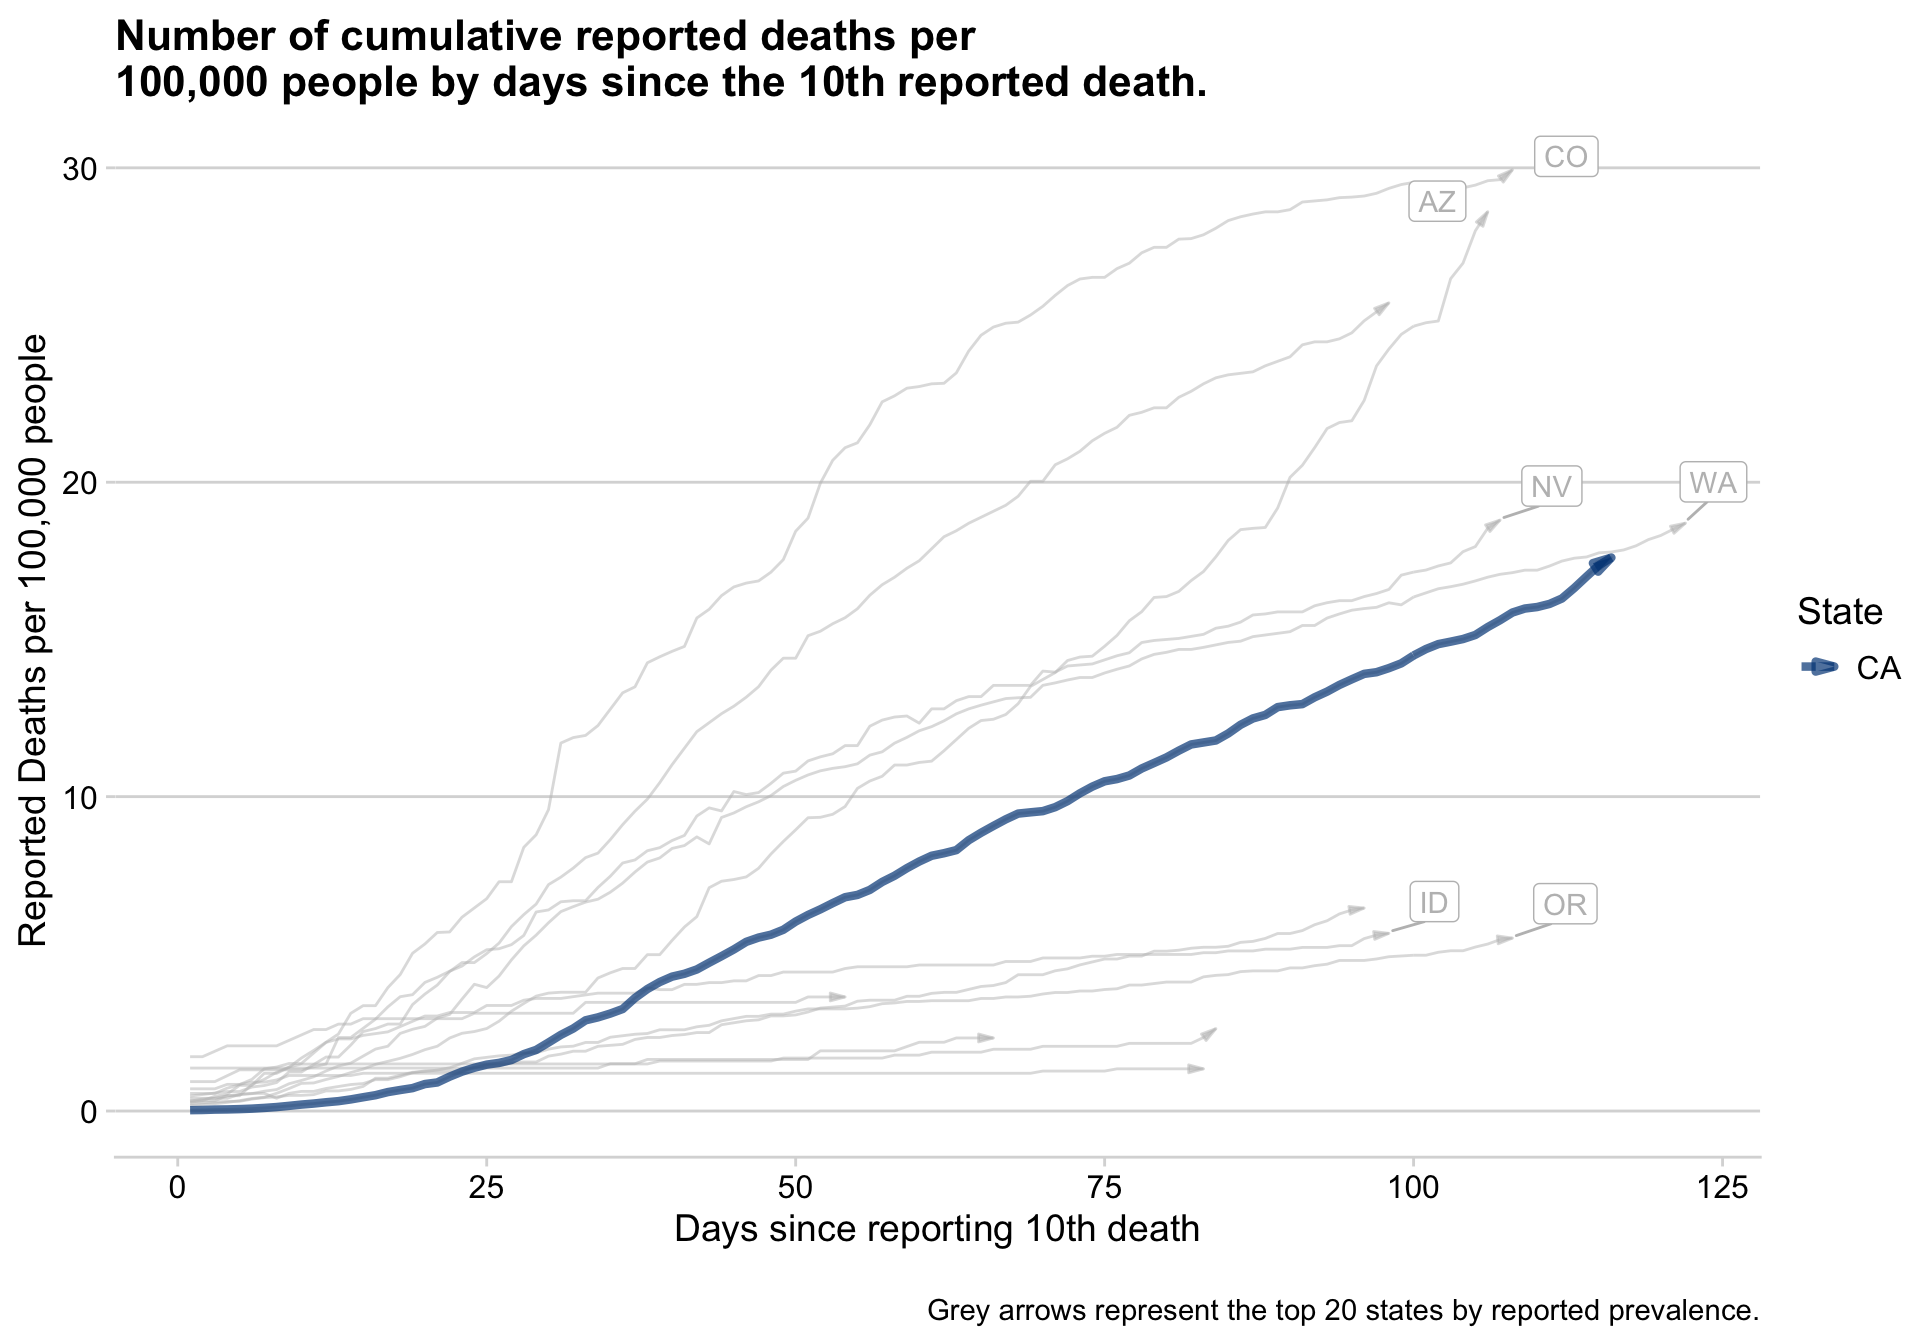 Number of cumulative reported deaths per
100,000 people by days since the 10th reported death.
Reported Deaths per 100,000 people
30
20
10
0
CO
AZ
NV
WA
ID
OR
State
CA
0 25 50 75 100 125
Days since reporting 10th death
Grey arrows represent the top 20 states by reported prevalence.